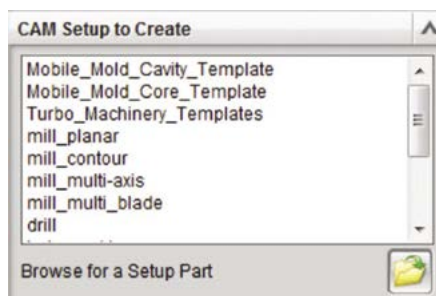 CAM Setup to Create
Mobile_Mold_Cavity_Template
Mobile_Mold_Core_Template
Turbo_Machinery_Templates
mill_planar
mill_contour
mill_multi-axis
mill_multi_blade
drill
Browse for a Setup Part